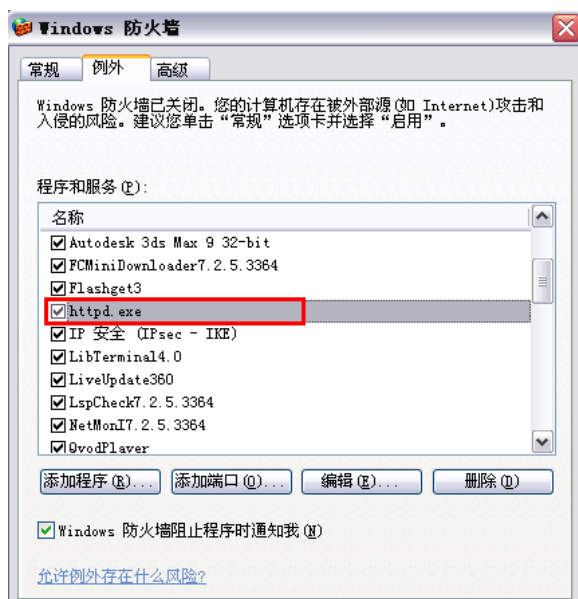 Windows 防火墙
常规 例外 高级
Windows 防火墙已关闭。您的计算机存在被外部源(如 Internet)攻击和
入侵的风险。建议您单击“常规”选项卡并选择“启用”。
程序和服务(P):
名称
Autodesk 3ds Max 9 32-bit
FCMiniDownloader7.2.5.3364
Flashget3
httpd.exe
IP 安全 (IPsec - IKE)
LibTerminal4.0
LiveUpdate360
LspCheck7.2.5.3364
NetMonI7.2.5.3364
QvodPlayer
添加程序(R)... 添加端口(O)... 编辑(E)... 删除(D)
Windows 防火墙阻止程序时通知我(N)
允许例外存在什么风险?